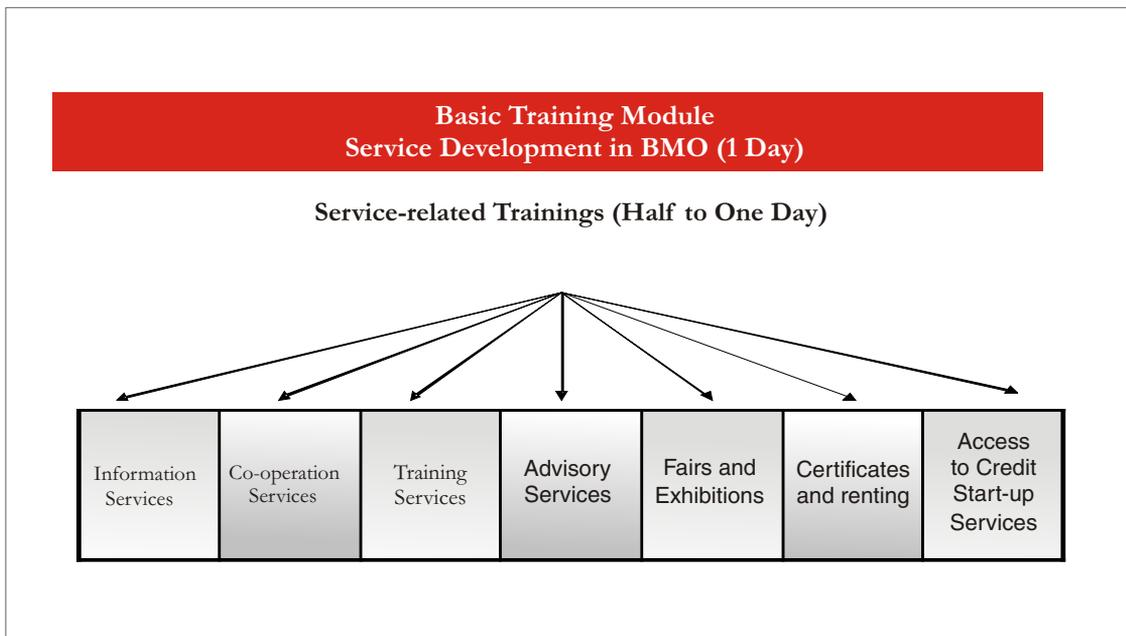 Basic Training Module
Service Development in BMO (1 Day)
Service-related Trainings (Half to One Day)
Information
Services
Co-operation
Services
Training
Services
Advisory
Services
Fairs and
Exhibitions
Certificates
and renting
Access
to Credit
Start-up
Services